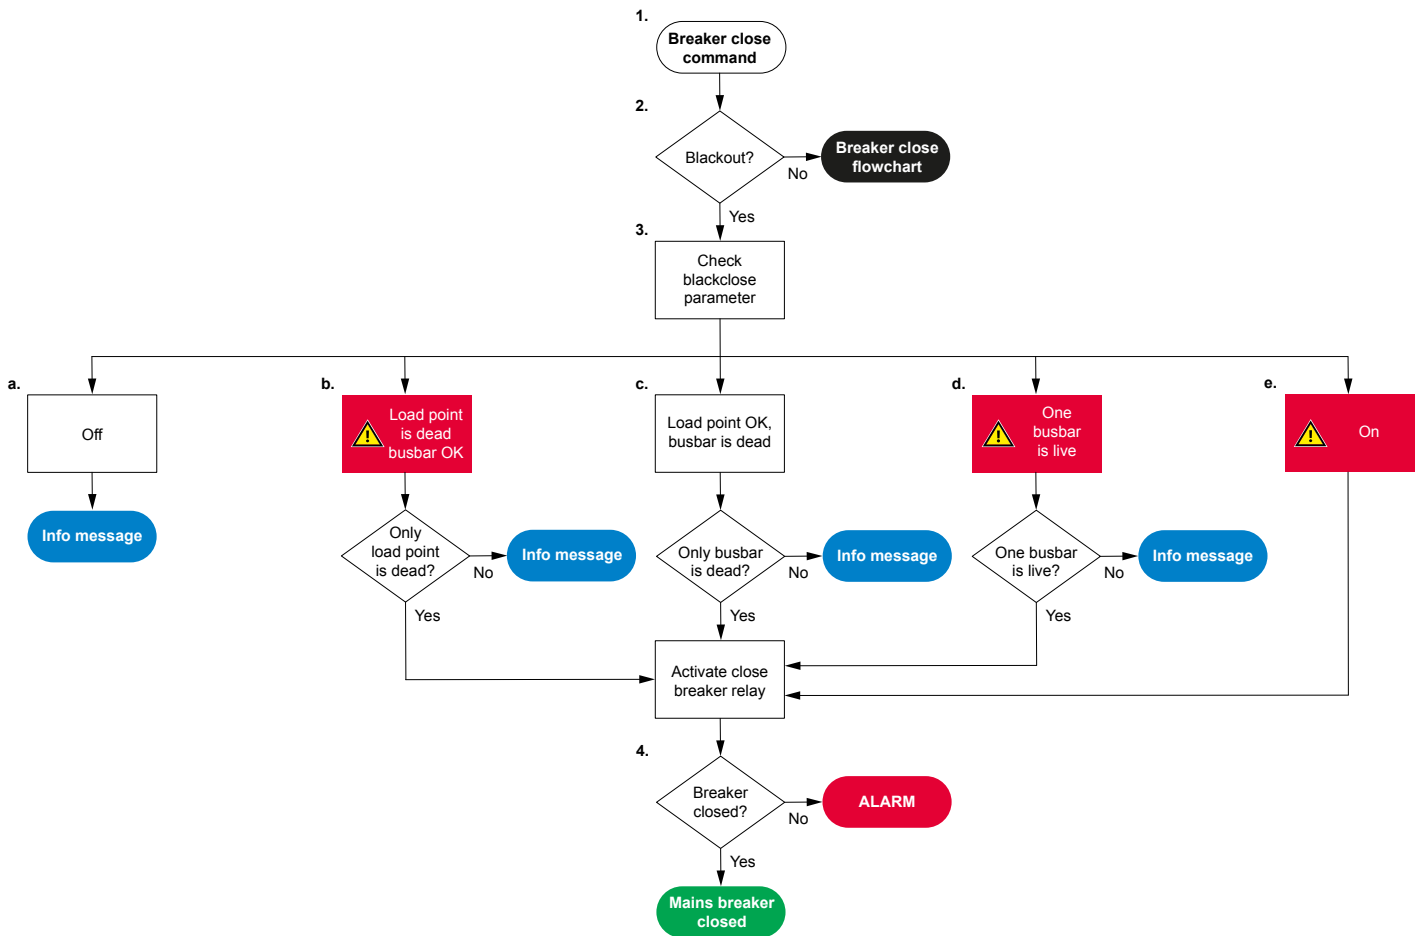 1.
Breaker close
command
2.
Blackout?
No
Breaker close
flowchart
Yes
3.
Check
blackclose
parameter
a.
Off
Info message
b.
Load point
is dead
busbar OK
Only
load point
is dead?
No
Info message
Yes
c.
Load point OK,
busbar is dead
Only busbar
is dead?
No
Info message
Yes
d.
One
busbar
is live
One busbar
is live?
No
Info message
Yes
e.
On
Activate close
breaker relay
4.
Breaker
closed?
No
ALARM
Yes
Mains breaker
closed